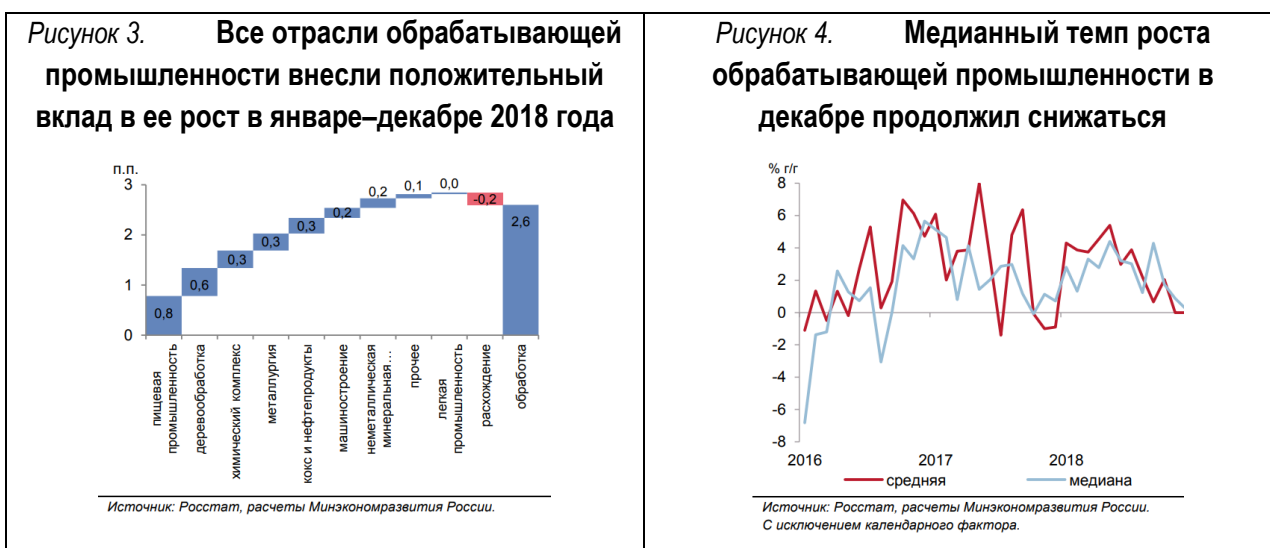 Рисунок 3. Все отрасли обрабатывающей
промышленности внесли положительный
вклад в ее рост в январе–декабре 2018 года
п.п.
3
2
1
0
0,8
0,6
0,3
0,3
0,3
0,2
0,2
0,1
0,0
-0,2
2,6
пищевая
промышленность
деревообработка
химический комплекс
металлургия
кокс и нефтепродукты
машиностроение
неметаллическая
минеральная…
прочее
легкая
промышленность
расхождение
обработка
Источник: Росстат, расчеты Минэкономразвития России.
Рисунок 4. Медианный темп роста
обрабатывающей промышленности в
декабре продолжил снижаться
% г/г
8
6
4
2
0
-2
-4
-6
-8
2016 2017 2018
средняя медиана
Источник: Росстат, расчеты Минэкономразвития России.
С исключением календарного фактора.